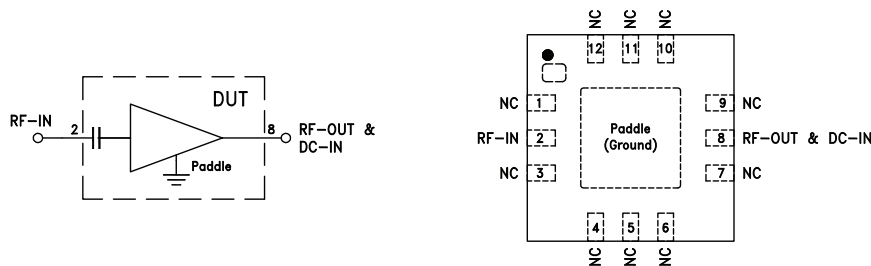 DUT
RF-IN
2
8
RF-OUT &
DC-IN
Paddle
NC NC NC
12 11 10
NC 1
9 NC
RF-IN 2
Paddle
(Ground)
8 RF-OUT & DC-IN
NC 3
7 NC
4 5 6
NC NC NC